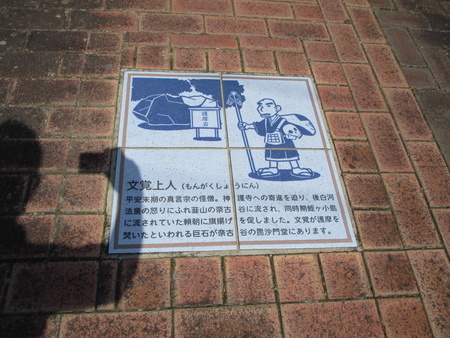 護摩石
文覚上人（もんがくしょうにん）
平安末期の真言宗の怪僧。神護寺への寄進を迫り、後白河
法皇の怒りにふれ韮山の奈古谷に流され、同時期蛭ヶ小島
に流されていた頼朝に旗揚げを促しました。文覚が護摩を
焚いたといわれる巨石が奈古谷の毘沙門堂にあります。